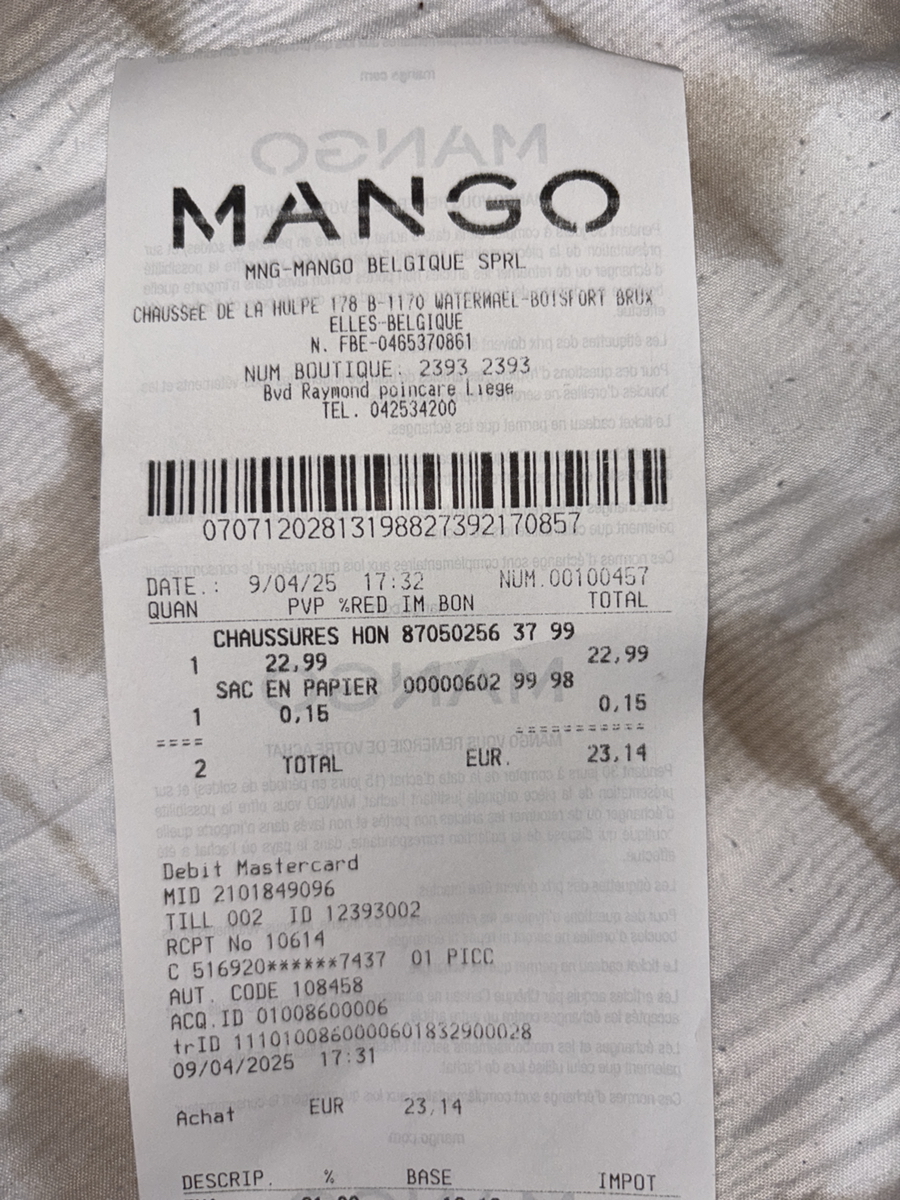 MANGO
MNG-MANGO BELGIQUE SPRL
CHAUSSEE DE LA HULPE 178 B-1170 WATERMAEL-BOISFORT BRUX
ELLES-BELGIQUE
N. FBE-0465370861
NUM BOUTIQUE: 2393 2393
Bvd Raymond poincare Liege
TEL. 042534200
07071202813198827392170857
DATE.: 9/04/25 17:32 NUM.00100457
QUAN PVP %RED IM BON TOTAL
CHAUSSURES HON 87050256 37 99
1 22,99 22,99
SAC EN PAPIER 00000602 99 98
1 0,15 0,15
==== ===========
2 TOTAL EUR. 23,14
Debit Mastercard
MID 2101849096
TILL 002 ID 12393002
RCPT No 10614
C 516920******7437 01 PICC
AUT. CODE 108458
ACQ.ID 01008600006
trID 1110100860000601832900028
09/04/2025 17:31
Achat EUR 23,14
DESCRIP. % BASE IMPOT